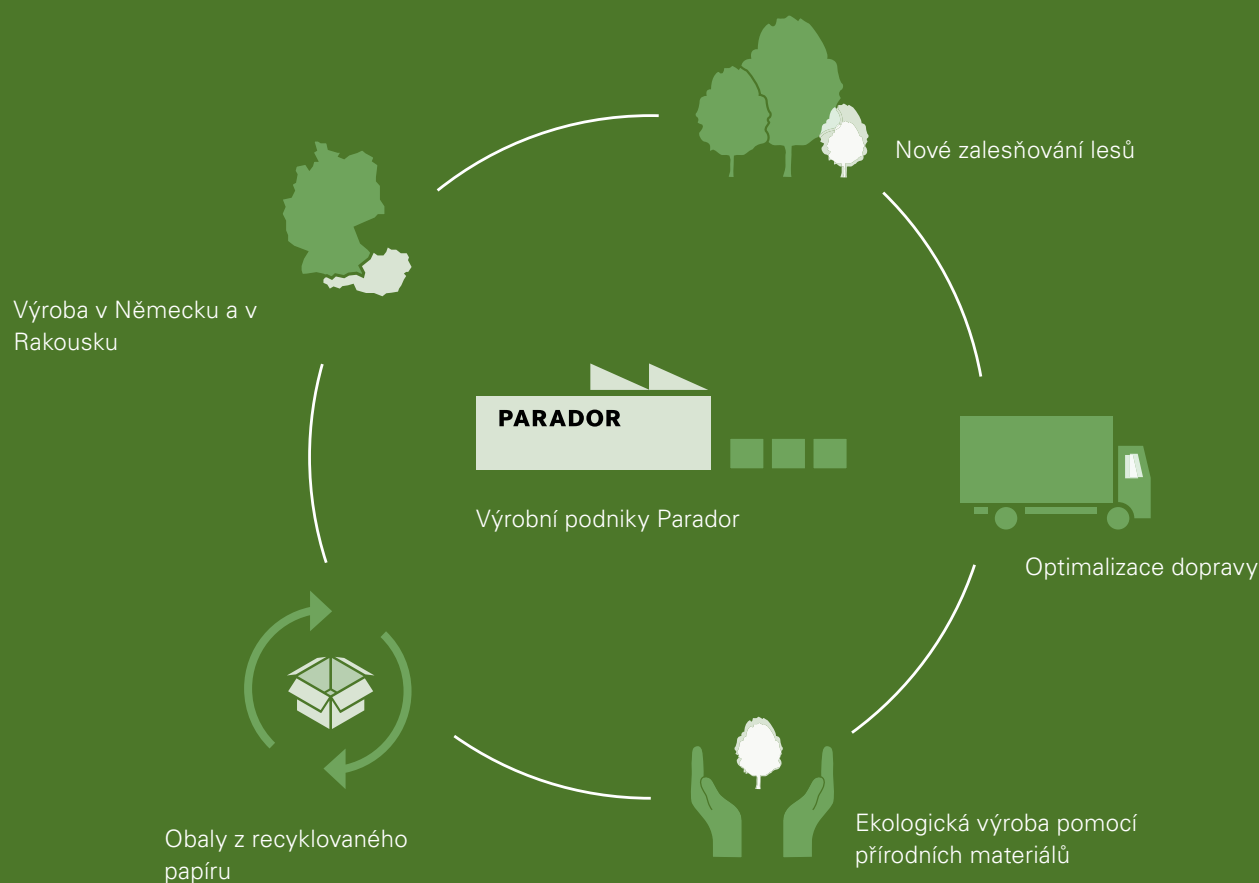 Nové zalesňování lesů
Výroba v Německu a v
Rakousku
PARADOR
Výrobní podniky Parador
Optimalizace dopravy
Obaly z recyklovaného
papíru
Ekologická výroba pomocí
přírodních materiálů